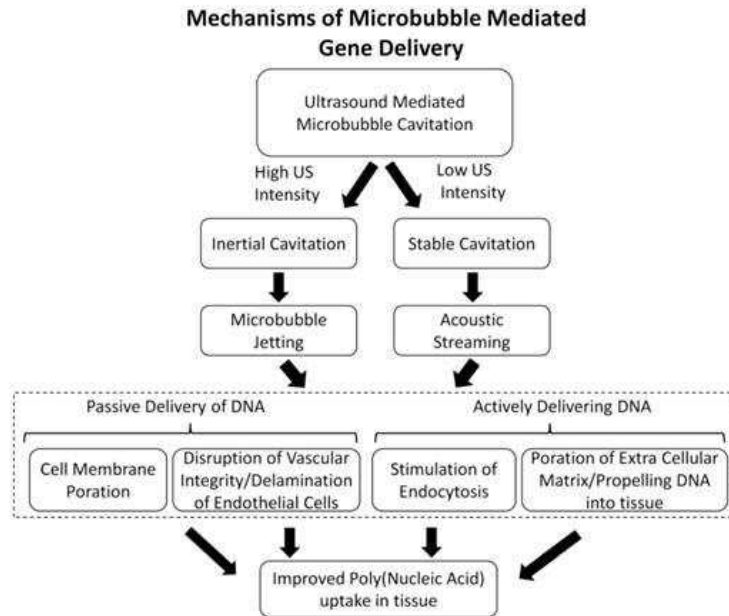 Mechanisms of Microbubble Mediated
Gene Delivery
Ultrasound Mediated
Microbubble Cavitation
High US
Intensity
Low US
Intensity
Inertial Cavitation
Stable Cavitation
Microbubble
Jetting
Acoustic
Streaming
Passive Delivery of DNA
Actively Delivering DNA
Cell Membrane
Poration
Disruption of Vascular
Integrity/Delamination
of Endothelial Cells
Stimulation of
Endocytosis
Poration of Extra Cellular
Matrix/Propelling DNA
into tissue
Improved Poly(Nucleic Acid)
uptake in tissue